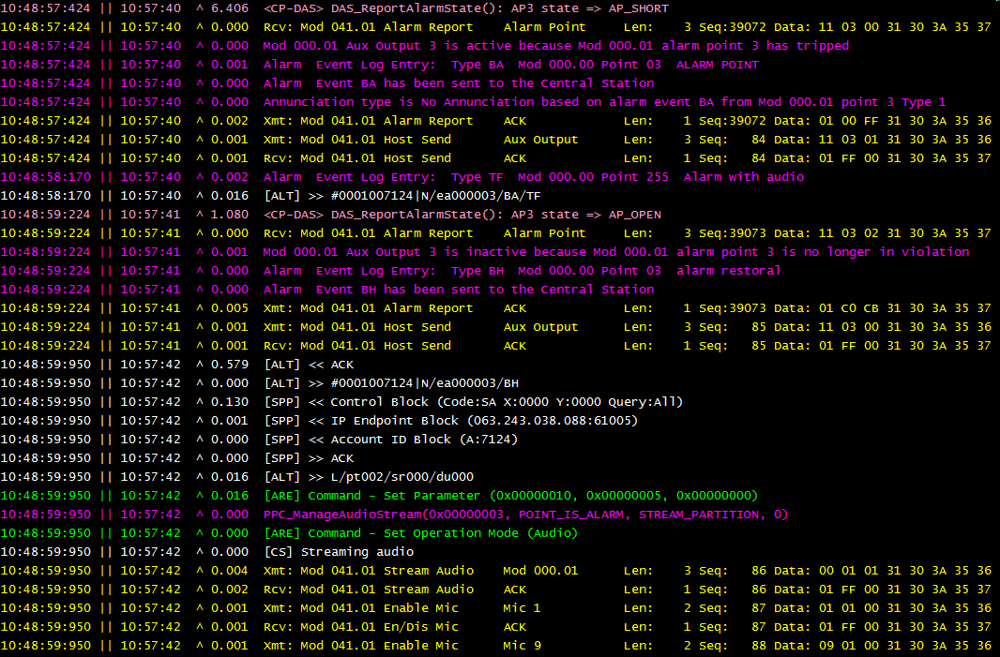 10:48:57:424 || 10:57:40 ^ 6.406 <CP-DAS> DAS_ReportAlarmState(): AP3 state => AP_SHORT
10:48:57:424 || 10:57:40 ^ 0.000 Rcv: Mod 041.01 Alarm Report Alarm Point Len: 3 Seq:39072 Data: 11 03 00 31 30 3A 35 37
10:48:57:424 || 10:57:40 ^ 0.000 Mod 000.01 Aux Output 3 is active because Mod 000.01 alarm point 3 has tripped
10:48:57:424 || 10:57:40 ^ 0.001 Alarm Event Log Entry: Type BA Mod 000.00 Point 03 ALARM POINT
10:48:57:424 || 10:57:40 ^ 0.000 Alarm Event BA has been sent to the Central Station
10:48:57:424 || 10:57:40 ^ 0.000 Annunciation type is No Annunciation based on alarm event BA from Mod 000.01 point 3 Type 1
10:48:57:424 || 10:57:40 ^ 0.002 Xmt: Mod 041.01 Alarm Report ACK Len: 1 Seq:39072 Data: 01 00 FF 31 30 3A 35 36
10:48:57:424 || 10:57:40 ^ 0.001 Xmt: Mod 041.01 Host Send Aux Output Len: 3 Seq: 84 Data: 11 03 01 31 30 3A 35 36
10:48:57:424 || 10:57:40 ^ 0.001 Rcv: Mod 041.01 Host Send ACK Len: 1 Seq: 84 Data: 01 FF 00 31 30 3A 35 37
10:48:58:170 || 10:57:40 ^ 0.002 Alarm Event Log Entry: Type TF Mod 000.00 Point 255 Alarm with audio
10:48:58:170 || 10:57:40 ^ 0.016 [ALT] >> #0001007124|N/ea000003/BA/TF
10:48:59:224 || 10:57:41 ^ 1.080 <CP-DAS> DAS_ReportAlarmState(): AP3 state => AP_OPEN
10:48:59:224 || 10:57:41 ^ 0.000 Rcv: Mod 041.01 Alarm Report Alarm Point Len: 3 Seq:39073 Data: 11 03 02 31 30 3A 35 37
10:48:59:224 || 10:57:41 ^ 0.001 Mod 000.01 Aux Output 3 is inactive because Mod 000.01 alarm point 3 is no longer in violation
10:48:59:224 || 10:57:41 ^ 0.000 Alarm Event Log Entry: Type BH Mod 000.00 Point 03 alarm restoral
10:48:59:224 || 10:57:41 ^ 0.000 Alarm Event BH has been sent to the Central Station
10:48:59:224 || 10:57:41 ^ 0.005 Xmt: Mod 041.01 Alarm Report ACK Len: 1 Seq:39073 Data: 01 C0 CB 31 30 3A 35 37
10:48:59:224 || 10:57:41 ^ 0.001 Xmt: Mod 041.01 Host Send Aux Output Len: 3 Seq: 85 Data: 11 03 00 31 30 3A 35 36
10:48:59:224 || 10:57:41 ^ 0.001 Rcv: Mod 041.01 Host Send ACK Len: 1 Seq: 85 Data: 01 FF 00 31 30 3A 35 37
10:48:59:950 || 10:57:42 ^ 0.579 [ALT] << ACK
10:48:59:950 || 10:57:42 ^ 0.000 [ALT] >> #0001007124|N/ea000003/BH
10:48:59:950 || 10:57:42 ^ 0.130 [SPP] << Control Block (Code:SA X:0000 Y:0000 Query:All)
10:48:59:950 || 10:57:42 ^ 0.001 [SPP] << IP Endpoint Block (063.243.038.088:61005)
10:48:59:950 || 10:57:42 ^ 0.000 [SPP] << Account ID Block (A:7124)
10:48:59:950 || 10:57:42 ^ 0.000 [SPP] >> ACK
10:48:59:950 || 10:57:42 ^ 0.016 [ALT] >> L/pt002/sr000/du000
10:48:59:950 || 10:57:42 ^ 0.016 [ARE] Command - Set Parameter (0x00000010, 0x00000005, 0x00000000)
10:48:59:950 || 10:57:42 ^ 0.000 PPC_ManageAudioStream(0x00000003, POINT_IS_ALARM, STREAM_PARTITION, 0)
10:48:59:950 || 10:57:42 ^ 0.000 [ARE] Command - Set Operation Mode (Audio)
10:48:59:950 || 10:57:42 ^ 0.000 [CS] Streaming audio
10:48:59:950 || 10:57:42 ^ 0.004 Xmt: Mod 041.01 Stream Audio Mod 000.01 Len: 3 Seq: 86 Data: 00 01 01 31 30 3A 35 36
10:48:59:950 || 10:57:42 ^ 0.002 Rcv: Mod 041.01 Stream Audio ACK Len: 1 Seq: 86 Data: 01 FF 00 31 30 3A 35 37
10:48:59:950 || 10:57:42 ^ 0.001 Xmt: Mod 041.01 Enable Mic Mic 1 Len: 2 Seq: 87 Data: 01 01 00 31 30 3A 35 36
10:48:59:950 || 10:57:42 ^ 0.001 Rcv: Mod 041.01 En/Dis Mic ACK Len: 1 Seq: 87 Data: 01 FF 00 31 30 3A 35 37
10:48:59:950 || 10:57:42 ^ 0.001 Xmt: Mod 041.01 Enable Mic Mic 9 Len: 2 Seq: 88 Data: 09 01 00 31 30 3A 35 36